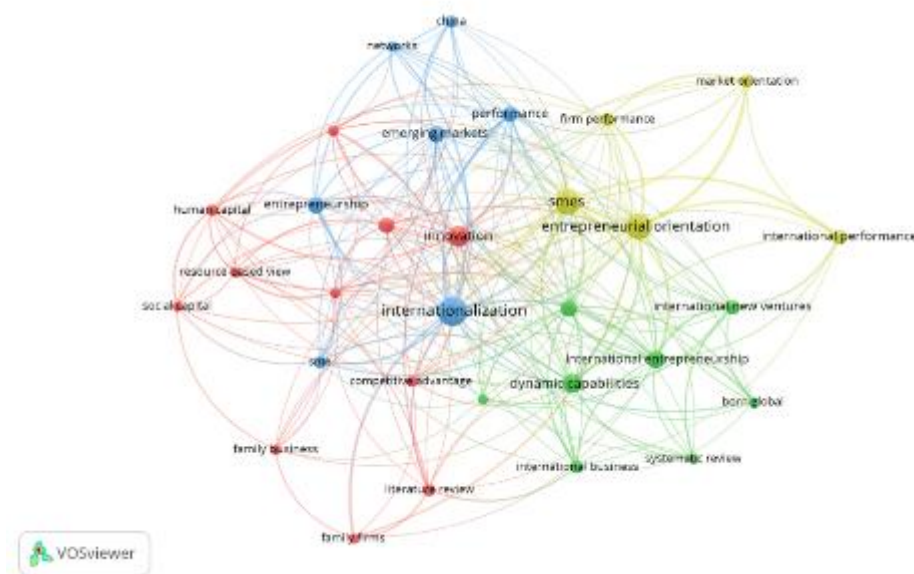 china
networks
market orientation
performance
firm performance
emerging markets
smes
human capital
entrepreneurship
entrepreneurial orientation
innovation
international performance
resource based view
social capital
internationalization
international new ventures
sme
international entrepreneurship
competitive advantage
dynamic capabilities
born global
family business
systematic review
international business
literature review
family firms
VOSviewer